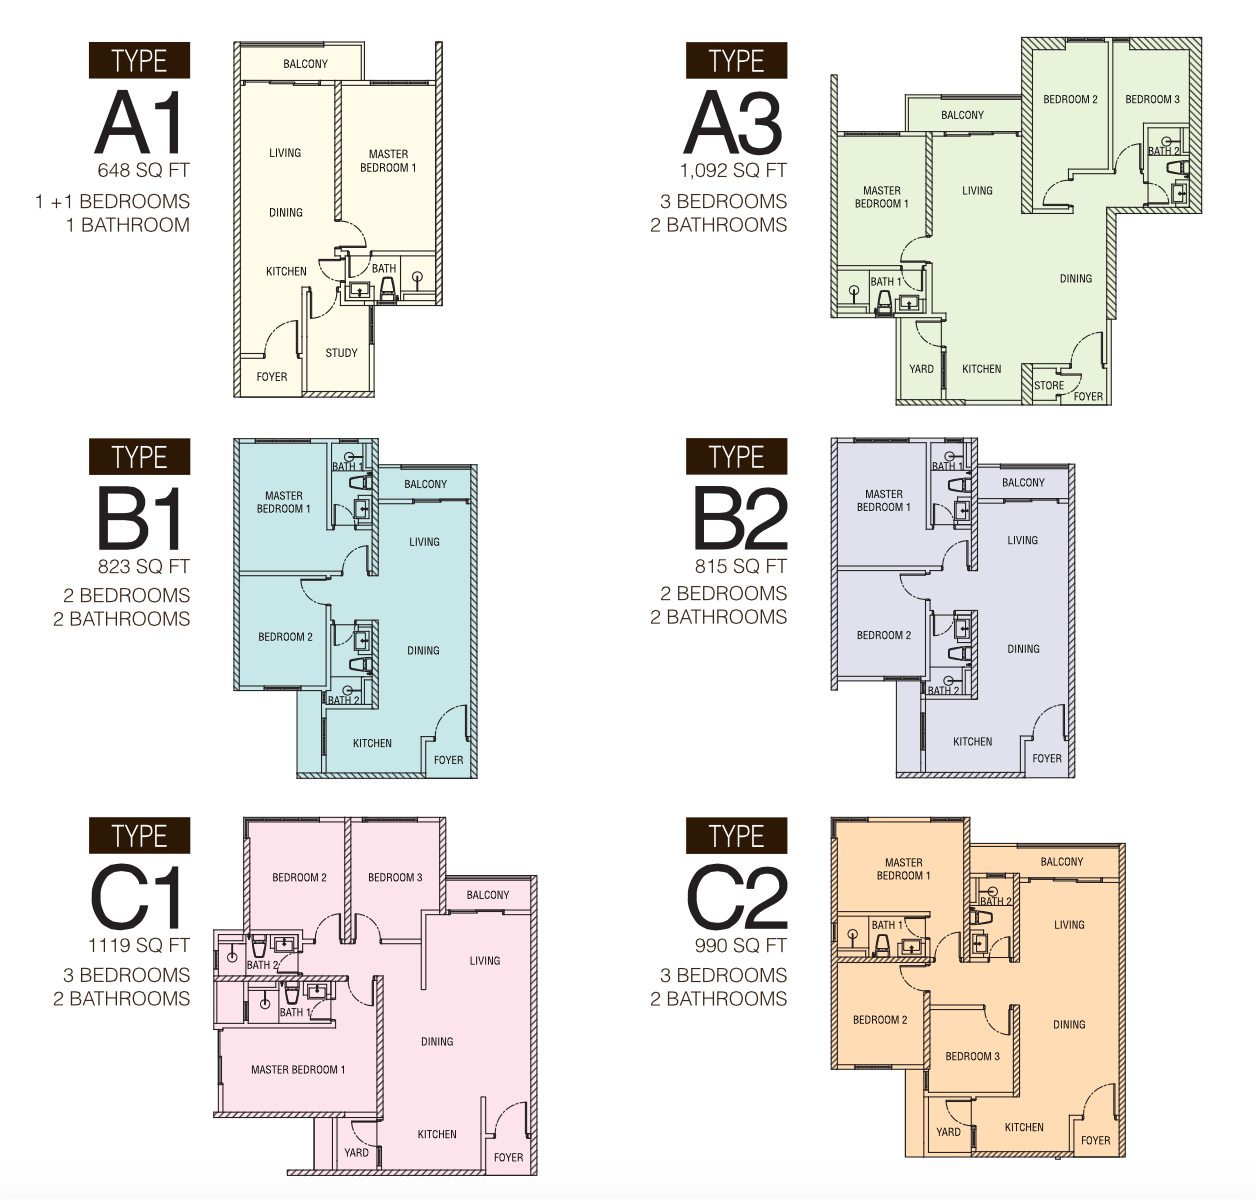 TYPE
A1
648 SQ FT
1 +1 BEDROOMS
1 BATHROOM
BALCONY
LIVING
MASTER
BEDROOM 1
DINING
KITCHEN
BATH
STUDY
FOYER
TYPE
A3
1,092 SQ FT
3 BEDROOMS
2 BATHROOMS
BEDROOM 2
BEDROOM 3
BALCONY
BATH 2
MASTER
BEDROOM 1
LIVING
DINING
BATH 1
YARD
KITCHEN
STORE
FOYER
TYPE
B1
823 SQ FT
2 BEDROOMS
2 BATHROOMS
BATH 1
BALCONY
MASTER
BEDROOM 1
LIVING
BEDROOM 2
DINING
BATH 2
KITCHEN
FOYER
TYPE
B2
815 SQ FT
2 BEDROOMS
2 BATHROOMS
BATH 1
BALCONY
MASTER
BEDROOM 1
LIVING
BEDROOM 2
DINING
BATH 2
KITCHEN
FOYER
TYPE
C1
1119 SQ FT
3 BEDROOMS
2 BATHROOMS
BEDROOM 2
BEDROOM 3
BALCONY
BATH 2
LIVING
BATH 1
DINING
MASTER BEDROOM 1
KITCHEN
YARD
FOYER
TYPE
C2
990 SQ FT
3 BEDROOMS
2 BATHROOMS
MASTER
BEDROOM 1
BALCONY
BATH 2
BATH 1
LIVING
BEDROOM 2
DINING
BEDROOM 3
YARD
KITCHEN
FOYER